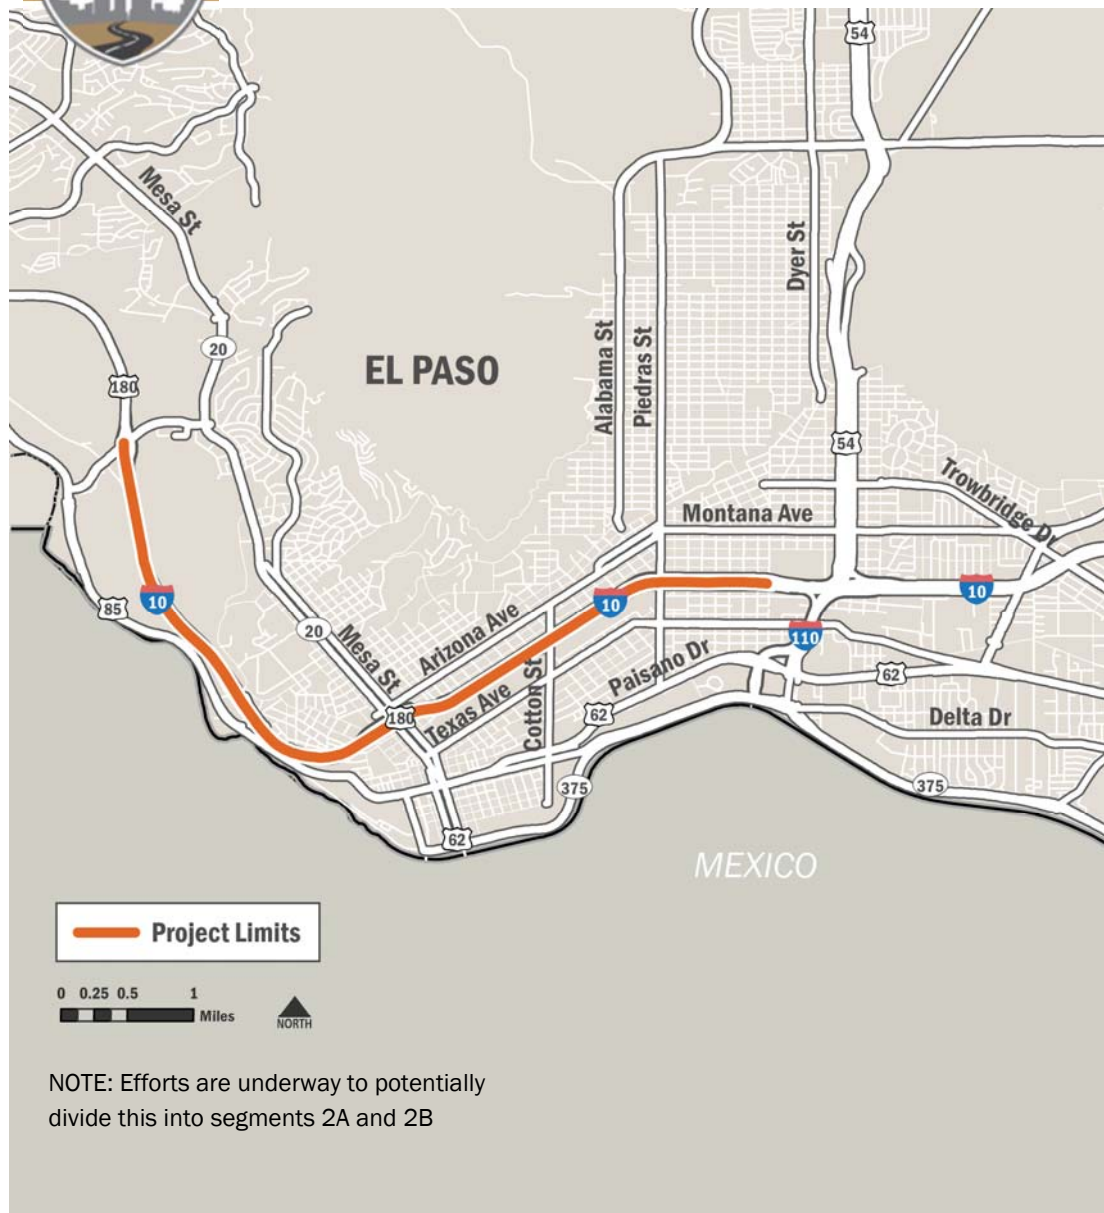 54
Mesa St
Dyer St
20
EL PASO
Alabama St
Piedras St
180
54
Trowbridge Dr
Montana Ave
10
10
10
85
20
Mesa St
Arizona Ave
110
Cotton St
Paisano Dr
62
180
Texas Ave
62
Delta Dr
375
375
62
MEXICO
Project Limits
0 0.25 0.5 1
Miles
NORTH
NOTE: Efforts are underway to potentially
divide this into segments 2A and 2B